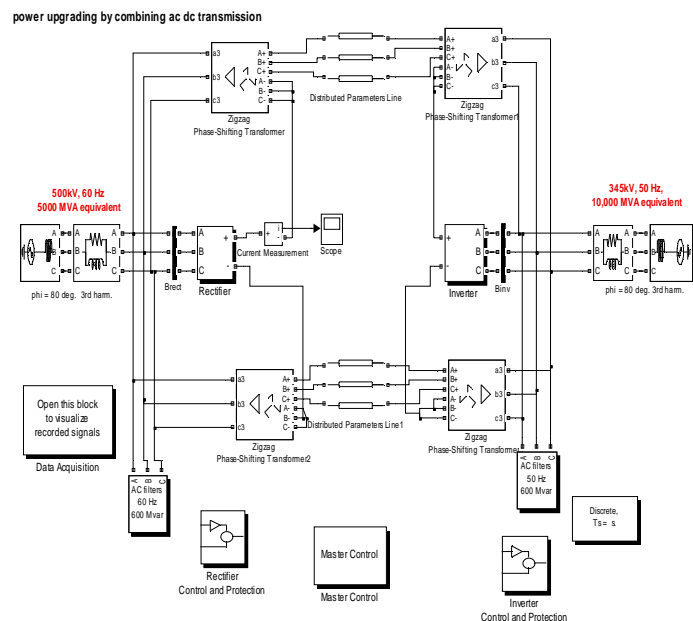 power upgrading by combining ac dc transmission
a3
b3
c3
A+
B+
C+
A-
B-
C-
Zigzag
Phase-Shifting Transformer
Distributed Parameters Line
A+
B+
C+
A-
B-
C-
a3
b3
c3
Zigzag
Phase-Shifting Transformer1
500kV, 60 Hz
5000 MVA equivalent
A
B
C
A
B
C
A
B
C
phi = 80 deg. 3rd harm.
Brect
A
B
C
+
-
Rectifier
+
i
-
Current Measurement
Scope
+
-
A
B
C
Inverter
Binv
345kV, 50 Hz,
10,000 MVA equivalent
A
B
C
A
B
C
A
B
C
phi = 80 deg. 3rd harm.
a3
b3
c3
A+
B+
C+
A-
B-
C-
Zigzag
Phase-Shifting Transformer2
Distributed Parameters Line1
A+
B+
C+
A-
B-
C-
a3
b3
c3
Zigzag
Phase-Shifting Transformer
Open this block
to visualize
recorded signals
Data Acquisition
A
B
C
AC filters
60 Hz
600 Mvar
A
B
C
AC filters
50 Hz
600 Mvar
Discrete,
Ts = s.
Rectifier
Control and Protection
Master Control
Master Control
Inverter
Control and Protection